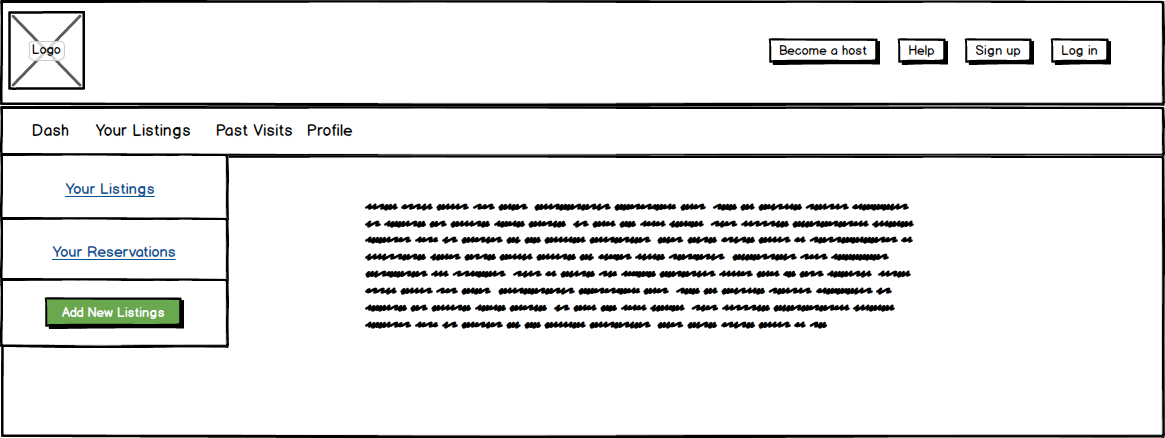 Logo
Become a host Help Sign up Log in
Dash Your Listings Past Visits Profile
Your Listings
Your Reservations
Add New Listings